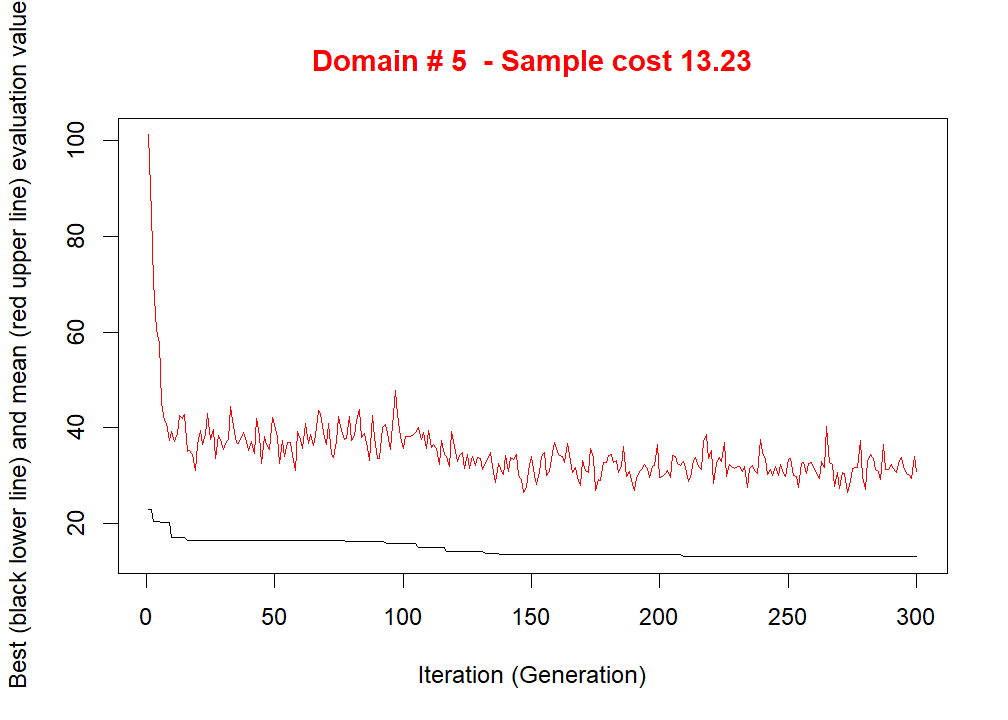 Domain # 5  - Sample cost 13.23
Best (black lower line) and mean (red upper line) evaluation value
100
80
60
40
20
0 50 100 150 200 250 300
Iteration (Generation)